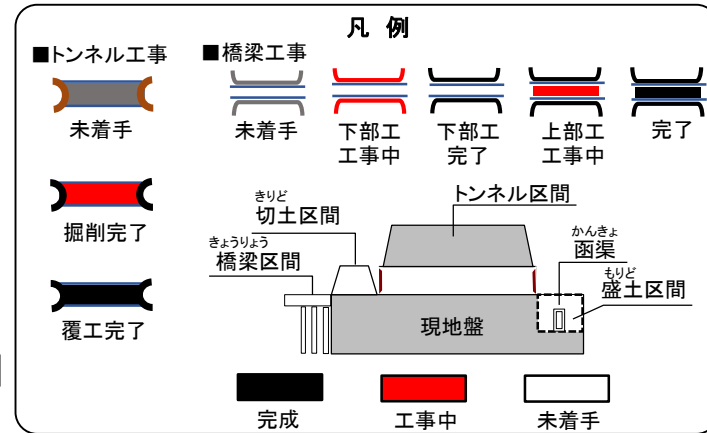 凡 例
■トンネル工事
未着手
掘削完了
覆工完了
■橋梁工事
未着手
下部工
工事中
下部工
完了
上部工
工事中
完了
トンネル区間
きりど
切土区間
きょうりょう
橋梁区間
かんきょ
函渠
もりど
盛土区間
現地盤
完成
工事中
未着手